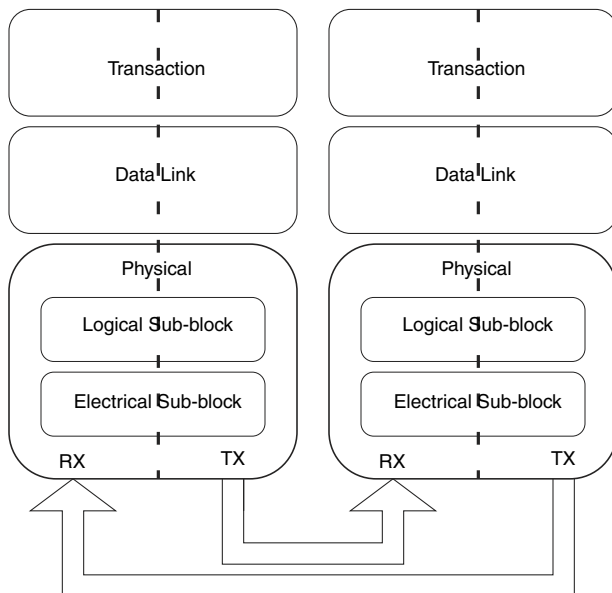 Transaction
Transaction
Data Link
Data Link
Physical
Physical
Logical Sub-block
Logical Sub-block
Electrical Sub-block
Electrical Sub-block
RX
TX
RX
TX